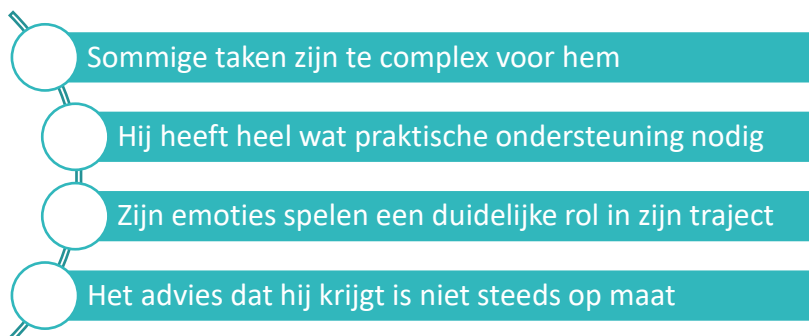 Sommige taken zijn te complex voor hem
Hij heeft heel wat praktische ondersteuning nodig
Zijn emoties spelen een duidelijke rol in zijn traject
Het advies dat hij krijgt is niet steeds op maat